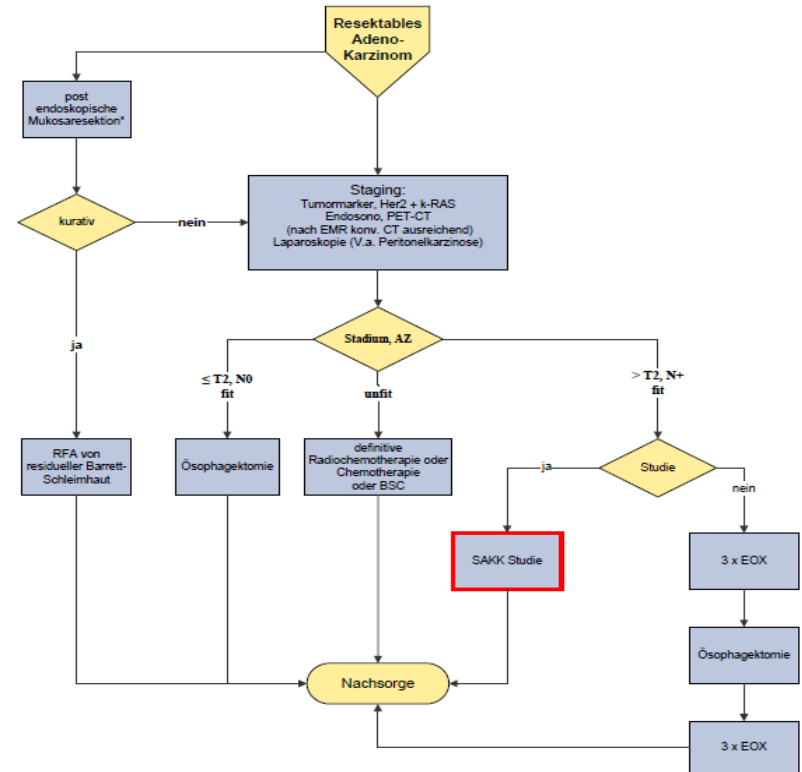 Resektables
Adeno-
Karzinom
post
endoskopische
Mukosaresektion*
kurativ
nein
Staging:
Tumormarker, Her2 + k-RAS
Endosono, PET-CT
(nach EMR konv. CT ausreichend)
Laparoskopie (V.a. Peritonelkarzinose)
ja
Stadium, AZ
≤ T2, N0
fit
unfit
> T2, N+
fit
RFA von
residueller Barrett-
Schleimhaut
Ösophagektomie
definitive
Radiochemotherapie oder
Chemotherapie
oder BSC
ja
Studie
nein
SAKK Studie
3 x EOX
Ösophagektomie
Nachsorge
3 x EOX